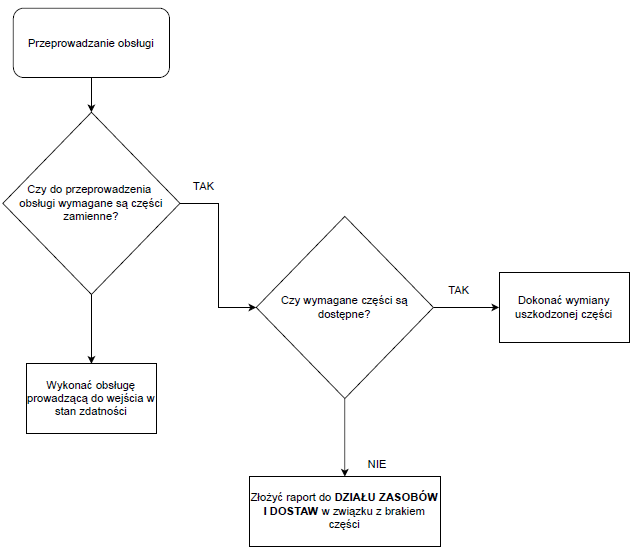 Przeprowadzanie obsługi
Czy do przeprowadzenia
obsługi wymagane są części
zamienne?
TAK
Czy wymagane części są
dostępne?
TAK
Dokonać wymiany
uszkodzonej części
Wykonać obsługę
prowadzącą do wejścia w
stan zdatności
NIE
Złożyć raport do DZIAŁU ZASOBÓW
I DOSTAW w związku z brakiem
części